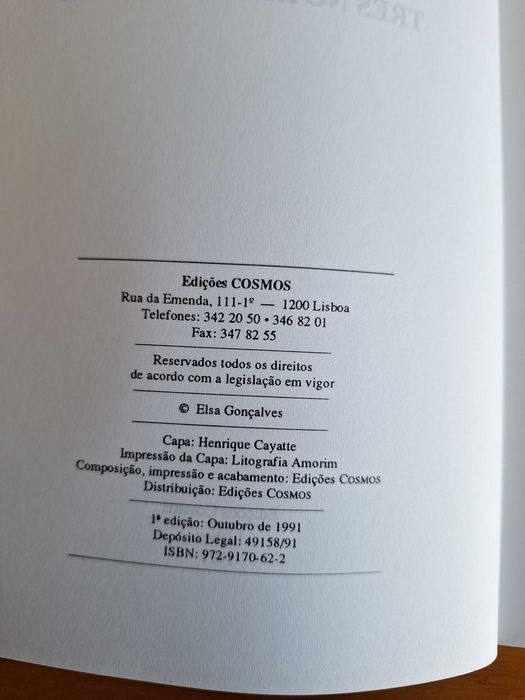 Edições COSMOS
Rua da Emenda, 111-1º — 1200 Lisboa
Telefones: 342 20 50 • 346 82 01
Fax: 347 82 55
Reservados todos os direitos
de acordo com a legislação em vigor
© Elsa Gonçalves
Capa: Henrique Cayatte
Impressão da Capa: Litografia Amorim
Composição, impressão e acabamento: Edições COSMOS
Distribuição: Edições COSMOS
1ª edição: Outubro de 1991
Depósito Legal: 49158/91
ISBN: 972-9170-62-2